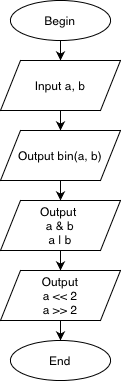 Begin
Input a, b
Output bin(a, b)
Output
a & b
a | b
Output
a << 2
a >> 2
End